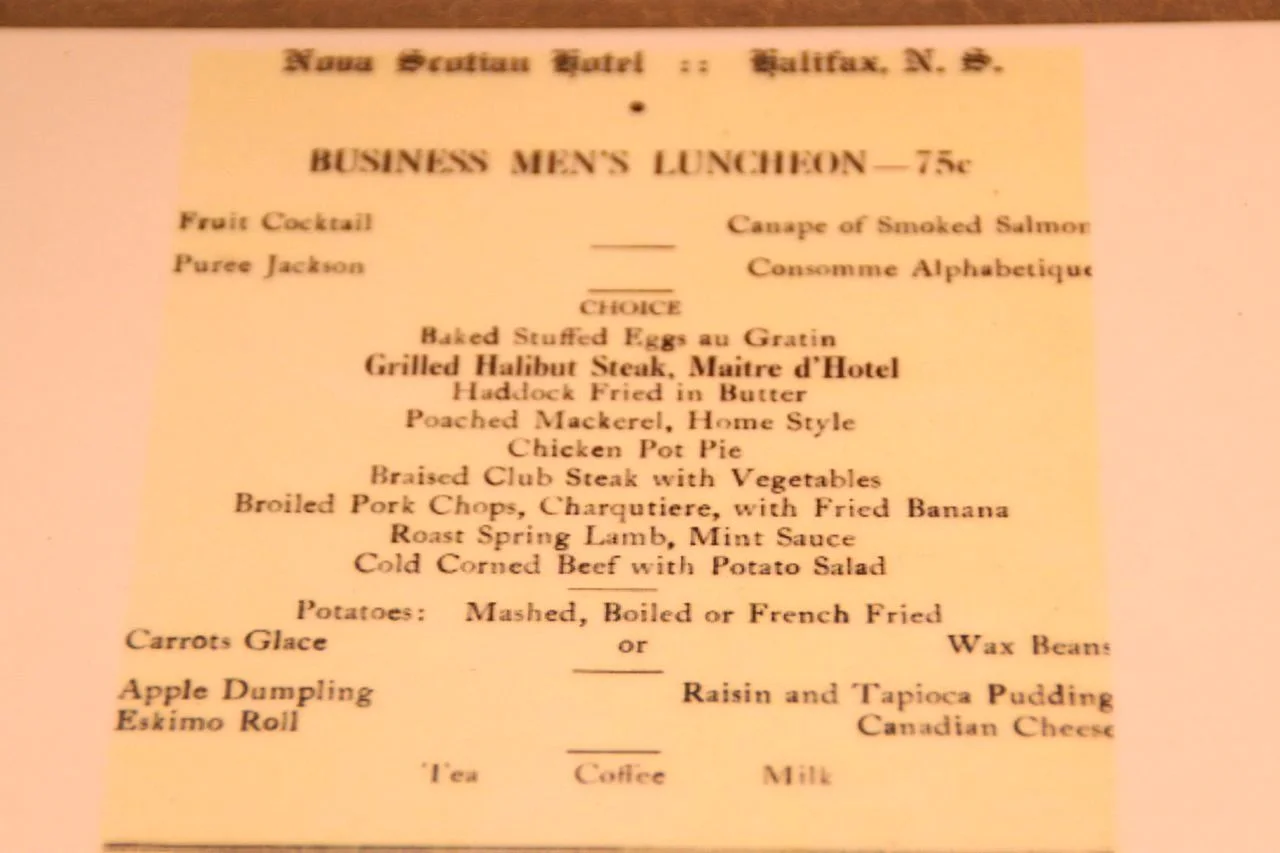 Nova Scotian Hotel :: Halifax, N. S.
BUSINESS MEN'S LUNCHEON—75c
Fruit Cocktail Canape of Smoked Salmon
Puree Jackson Consomme Alphabetique
CHOICE
Baked Stuffed Eggs au Gratin
Grilled Halibut Steak, Maitre d'Hotel
Haddock Fried in Butter
Poached Mackerel, Home Style
Chicken Pot Pie
Braised Club Steak with Vegetables
Broiled Pork Chops, Charqutiere, with Fried Banana
Roast Spring Lamb, Mint Sauce
Cold Corned Beef with Potato Salad
Potatoes: Mashed, Boiled or French Fried
Carrots Glace or Wax Beans
Apple Dumpling Raisin and Tapioca Pudding
Eskimo Roll Canadian Cheese
Tea Coffee Milk